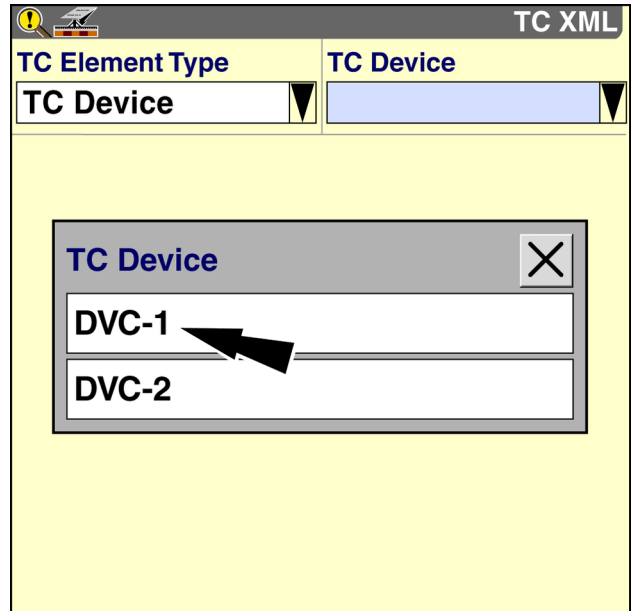 TC XML
TC Element Type
TC Device
TC Device
TC Device
DVC-1
DVC-2